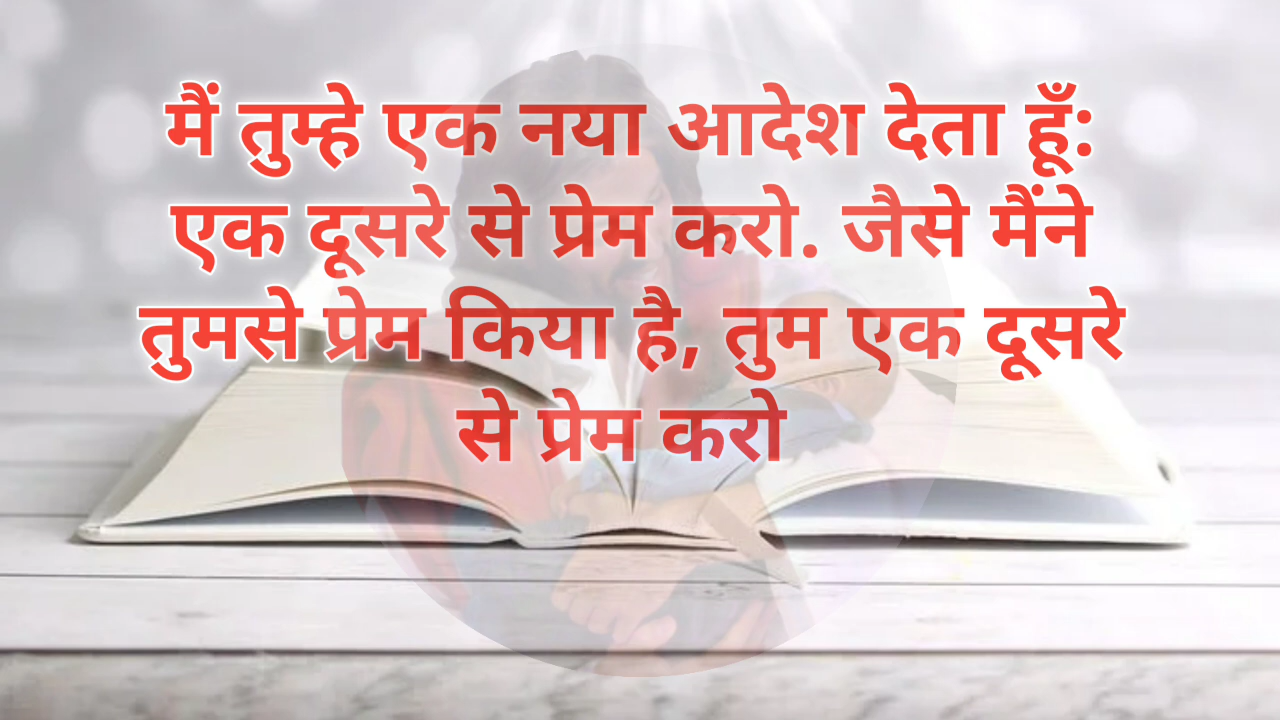 मैं तुम्हे एक नया आदेश देता हूँ:
एक दूसरे से प्रेम करो. जैसे मैंने
तुमसे प्रेम किया है, तुम एक दूसरे
से प्रेम करो